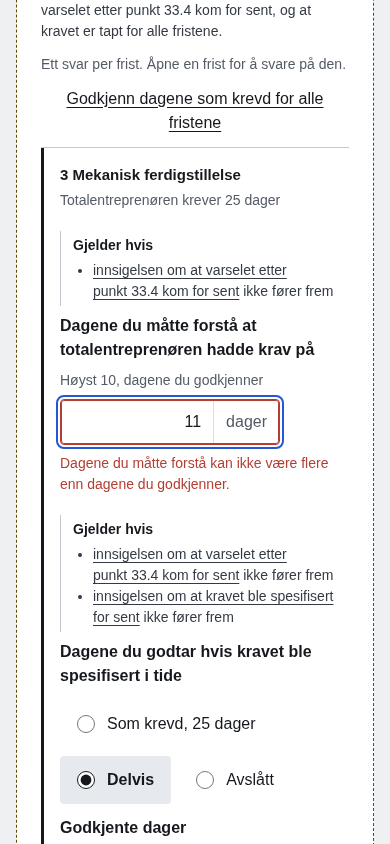 varselet etter punkt 33.4 kom for sent, og at
kravet er tapt for alle fristene.
Ett svar per frist. Åpne en frist for å svare på den.
Godkjenn dagene som krevd for alle
fristene
3 Mekanisk ferdigstillelse
Totalentreprenøren krever 25 dager
Gjelder hvis
• innsigelsen om at varselet etter
punkt 33.4 kom for sent ikke fører frem
Dagene du måtte forstå at
totalentreprenøren hadde krav på
Høyst 10, dagene du godkjenner
11 dager
Dagene du måtte forstå kan ikke være flere
enn dagene du godkjenner.
Gjelder hvis
• innsigelsen om at varselet etter
punkt 33.4 kom for sent ikke fører frem
• innsigelsen om at kravet ble spesifisert
for sent ikke fører frem
Dagene du godtar hvis kravet ble
spesifisert i tide
Som krevd, 25 dager
Delvis Avslått
Godkjente dager